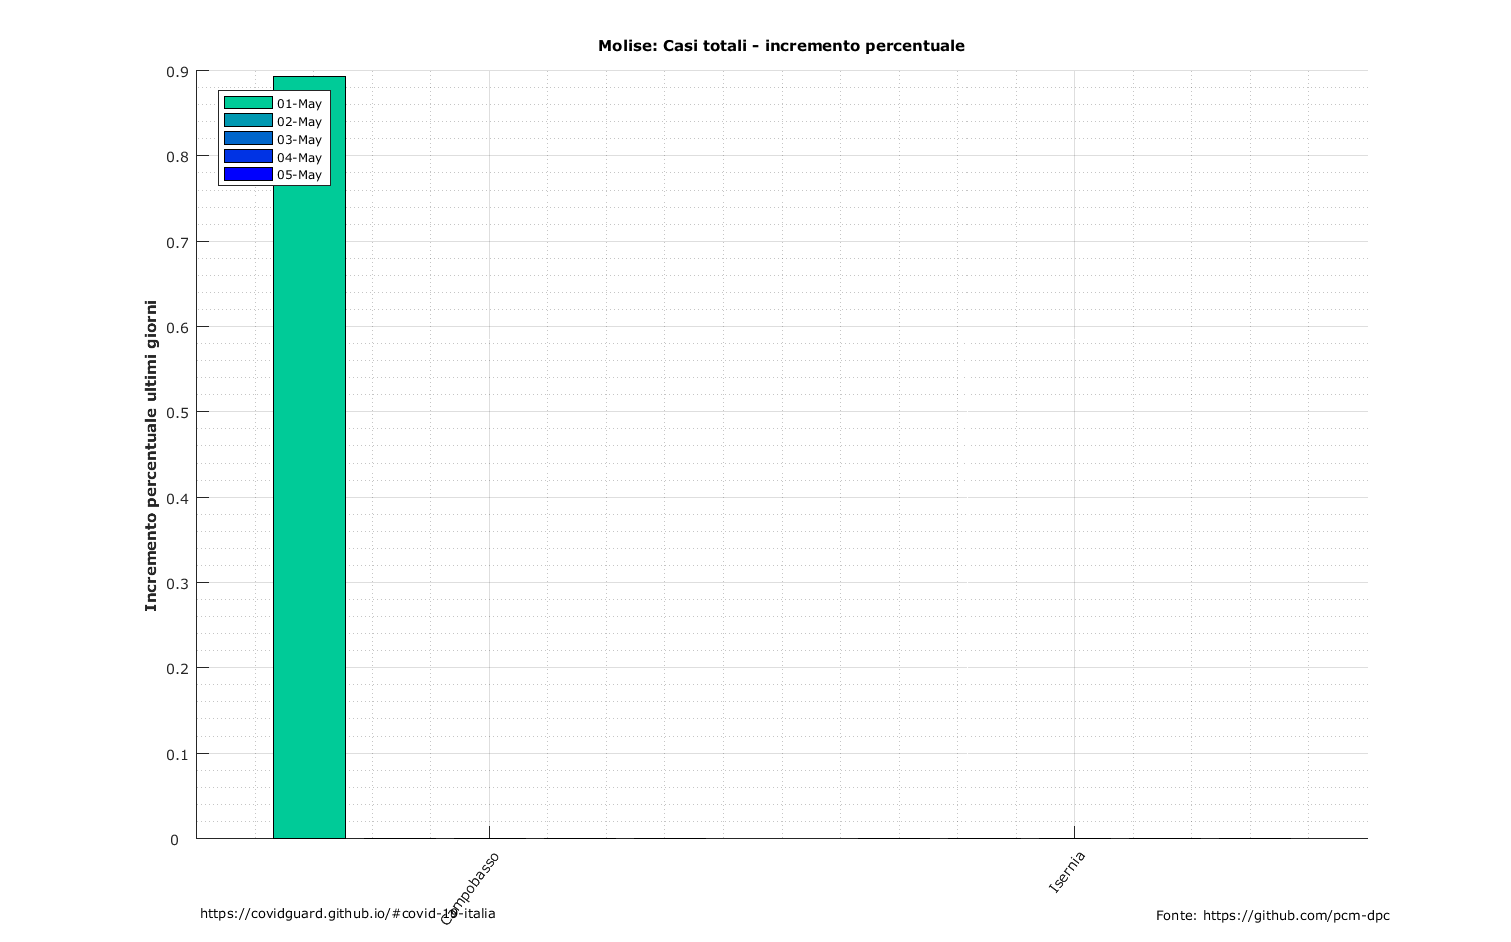 Molise: Casi totali - incremento percentuale
0.9
0.8
0.7
0.6
0.5
0.4
0.3
0.2
0.1
0
Incremento percentuale ultimi giorni
01-May
02-May
03-May
04-May
05-May
Campobasso
Isernia
https://covidguard.github.io/#covid-19-italia
Fonte: https://github.com/pcm-dpc